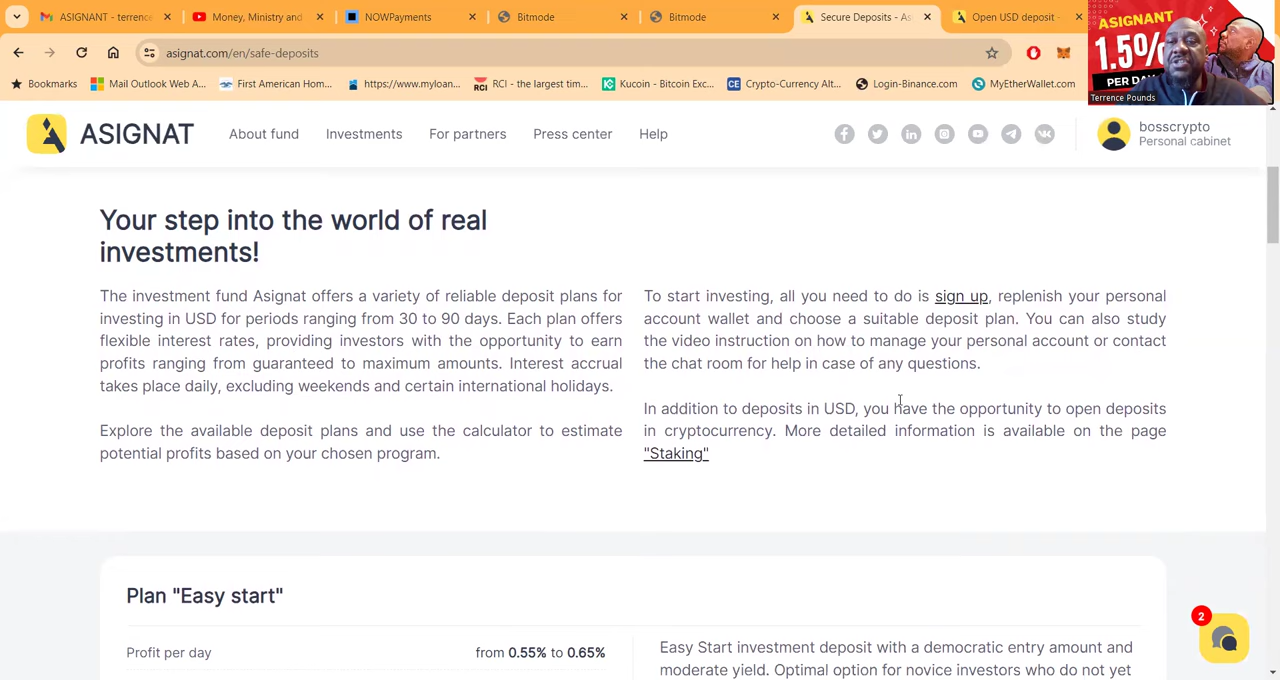 ASIGNANT - terrence
Money, Ministry and
NOWPayments
Bitmode
Bitmode
Secure Deposits - As
Open USD deposit -
asignat.com/en/safe-deposits
Bookmarks
Mail Outlook Web A...
First American Hom...
https://www.myloan...
RCI
RCI - the largest tim...
Kucoin - Bitcoin Exc...
CE
Crypto-Currency Alt...
Login-Binance.com
MyEtherWallet.com
ASIGNANT
1.5%
PER DAY
Terrence Pounds
ASIGNAT
About fund
Investments
For partners
Press center
Help
bosscrypto
Personal cabinet
Your step into the world of real
investments!
The investment fund Asignat offers a variety of reliable deposit plans for
investing in USD for periods ranging from 30 to 90 days. Each plan offers
flexible interest rates, providing investors with the opportunity to earn
profits ranging from guaranteed to maximum amounts. Interest accrual
takes place daily, excluding weekends and certain international holidays.
Explore the available deposit plans and use the calculator to estimate
potential profits based on your chosen program.
To start investing, all you need to do is sign up, replenish your personal
account wallet and choose a suitable deposit plan. You can also study
the video instruction on how to manage your personal account or contact
the chat room for help in case of any questions.
In addition to deposits in USD, you have the opportunity to open deposits
in cryptocurrency. More detailed information is available on the page
"Staking"
Plan "Easy start"
Profit per day
from 0.55% to 0.65%
Easy Start investment deposit with a democratic entry amount and
moderate yield. Optimal option for novice investors who do not yet
2